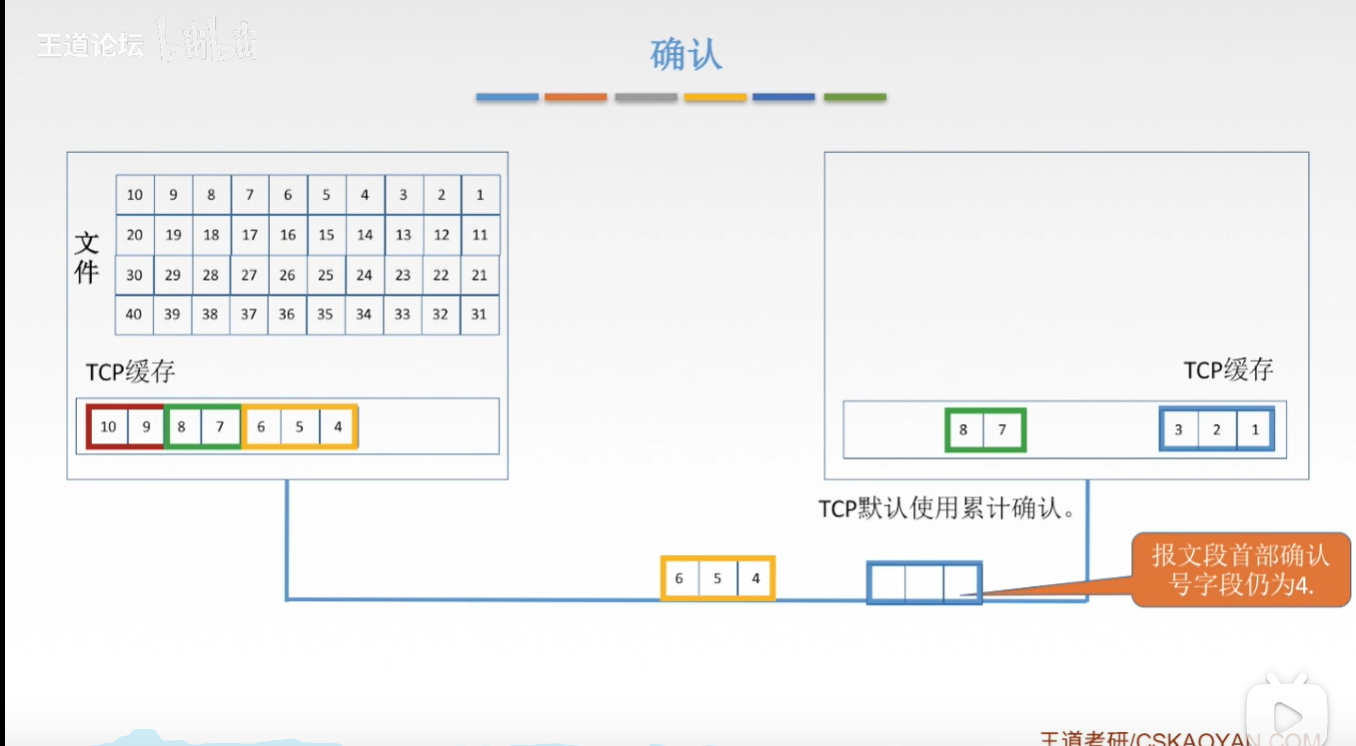 王道论坛 bilibili
确认
文件
10 9 8 7 6 5 4 3 2 1
20 19 18 17 16 15 14 13 12 11
30 29 28 27 26 25 24 23 22 21
40 39 38 37 36 35 34 33 32 31
TCP缓存
10 9 8 7 6 5 4
TCP缓存
8 7 3 2 1
TCP默认使用累计确认。
6 5 4
报文段首部确认
号字段仍为4.
王道考研/CSKAOYAN.COM